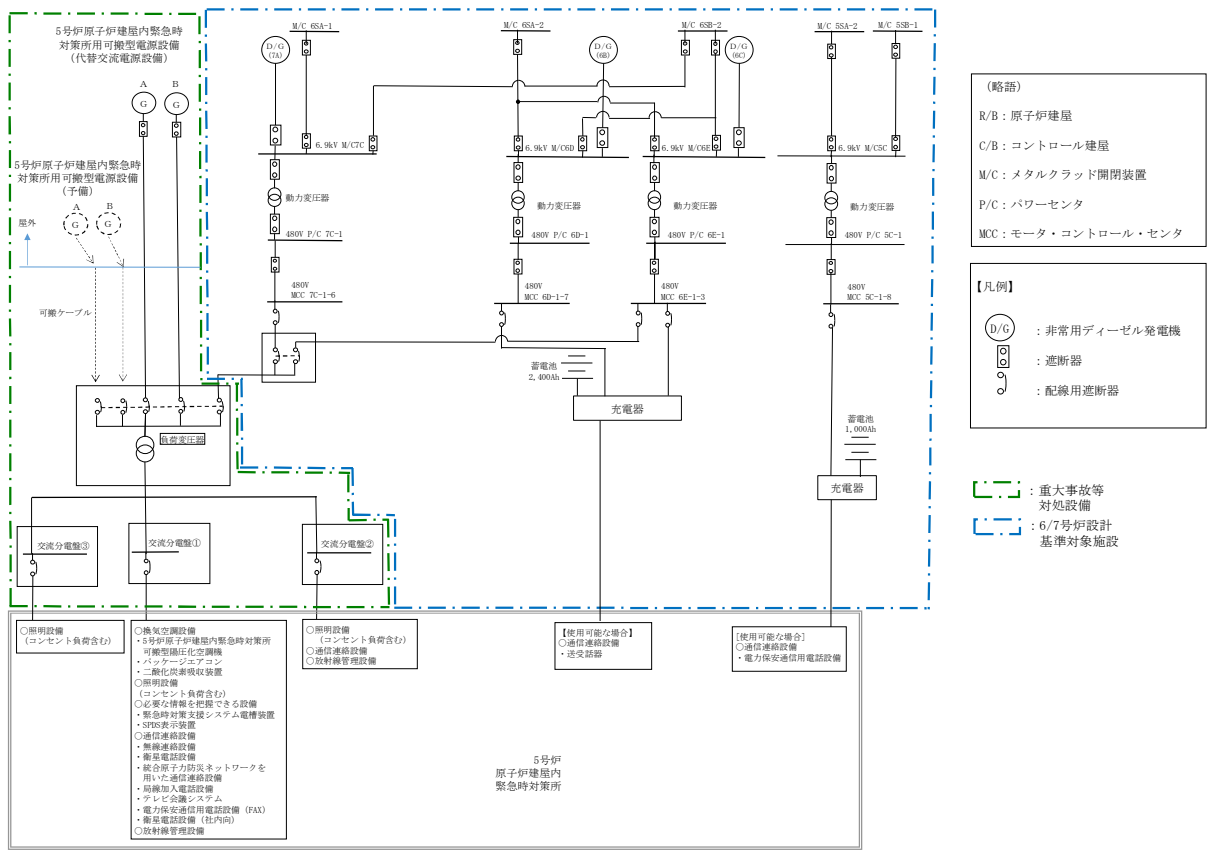 5号炉原子炉建屋内緊急時
対策所用可搬型電源設備
(代替交流電源設備)
A
B
G
G
5号炉原子炉建屋内緊急時
対策所用可搬型電源設備
(予備)
A
B
G
G
屋外
可搬ケーブル
M/C 6SA-1
M/C 6SA-2
M/C 6SB-2
M/C 5SA-2
M/C 5SB-1
D/G
(7A)
D/G
(6B)
D/G
(6C)
6.9kV M/C7C
6.9kV M/C6D
6.9kV M/C6E
6.9kV M/C5C
動力変圧器
動力変圧器
動力変圧器
動力変圧器
480V P/C 7C-1
480V P/C 6D-1
480V P/C 6E-1
480V P/C 5C-1
480V
MCC 7C-1-6
480V
MCC 6D-1-7
480V
MCC 6E-1-3
480V
MCC 5C-1-8
蓄電池
2,400Ah
充電器
蓄電池
1,000Ah
充電器
負荷変圧器
交流分電盤③
交流分電盤①
交流分電盤②
○照明設備
(コンセント負荷含む)
○換気空調設備
・5号炉原子炉建屋内緊急時対策所
可搬型陽圧化空調機
・パッケージエアコン
・二酸化炭素吸収装置
○照明設備
(コンセント負荷含む)
○必要な情報を把握できる設備
・緊急時対策支援システム電槽装置
・SPDS表示装置
○通信連絡設備
・無線連絡設備
・衛星電話設備
・統合原子力防災ネットワークを
用いた通信連絡設備
・局線加入電話設備
・テレビ会議システム
・電力保安通信用電話設備(FAX)
・衛星電話設備(社内向)
○放射線管理設備
○照明設備
(コンセント負荷含む)
○通信連絡設備
○放射線管理設備
【使用可能な場合】
○通信連絡設備
・送受話器
[使用可能な場合]
○通信連絡設備
・電力保安通信用電話設備
5号炉
原子炉建屋内
緊急時対策所
(略語)
R/B：原子炉建屋
C/B：コントロール建屋
M/C：メタルクラッド開閉装置
P/C：パワーセンタ
MCC：モータ・コントロール・センタ
【凡例】
D/G
：非常用ディーゼル発電機
：遮断器
：配線用遮断器
：重大事故等
対処設備
：6/7号炉設計
基準対象施設